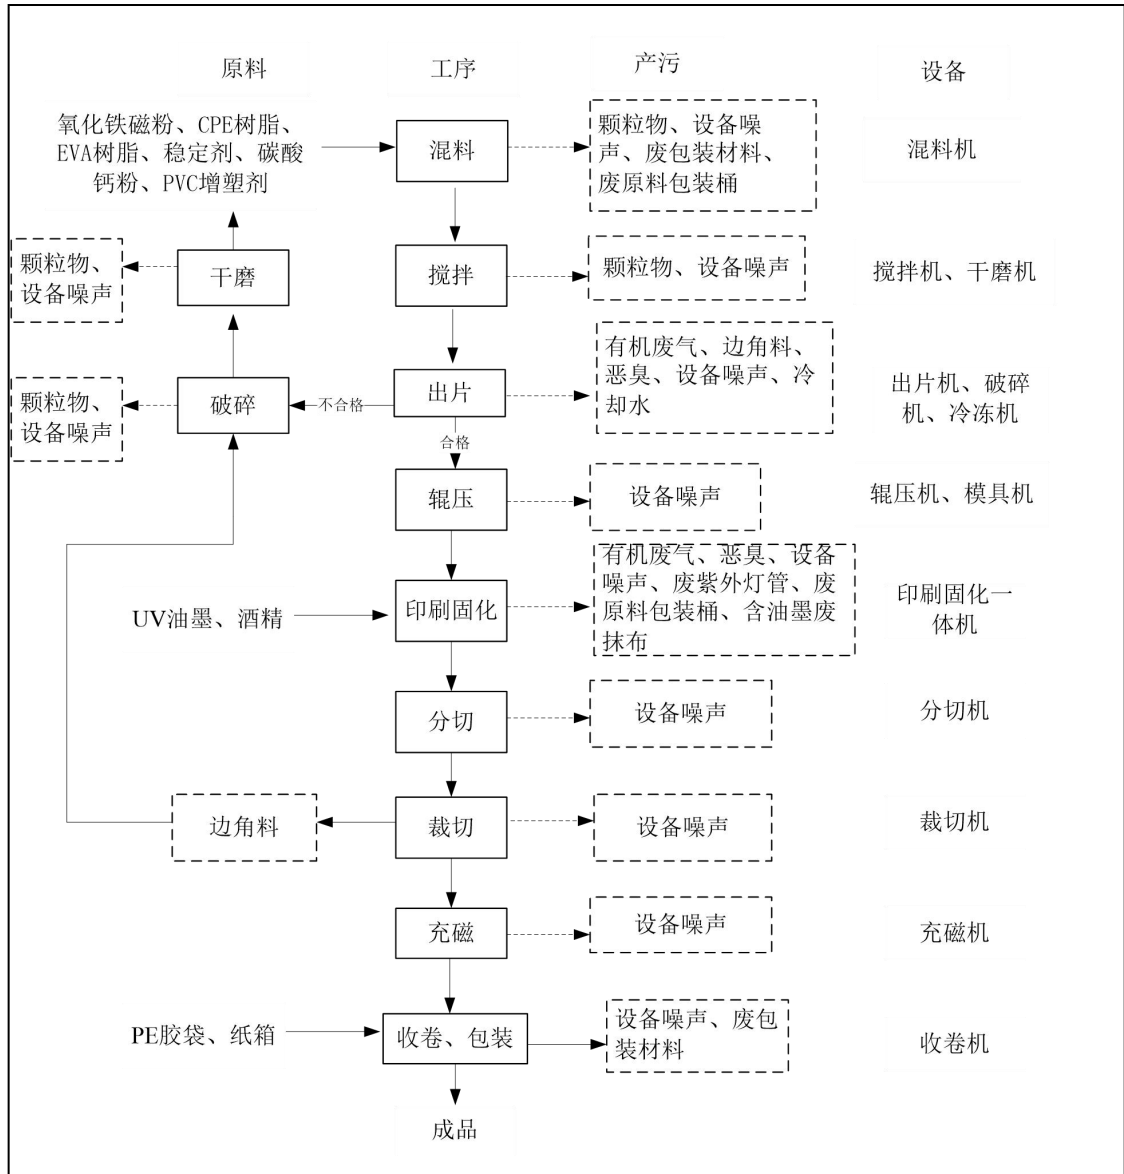 原料
工序
产污
设备
氧化铁磁粉、CPE树脂、
EVA树脂、稳定剂、碳酸
钙粉、PVC增塑剂
混料
颗粒物、设备噪
声、废包装材料、
废原料包装桶
混料机
颗粒物、
设备噪声
干磨
搅拌
颗粒物、设备噪声
搅拌机、干磨机
颗粒物、
设备噪声
破碎
不合格
出片
有机废气、边角料、
恶臭、设备噪声、冷
却水
出片机、破碎
机、冷冻机
合格
辊压
设备噪声
辊压机、模具机
UV油墨、酒精
印刷固化
有机废气、恶臭、设备
噪声、废紫外灯管、废
原料包装桶、含油墨废
抹布
印刷固化一
体机
分切
设备噪声
分切机
边角料
裁切
设备噪声
裁切机
充磁
设备噪声
充磁机
PE胶袋、纸箱
收卷、包装
设备噪声、废包
装材料
收卷机
成品